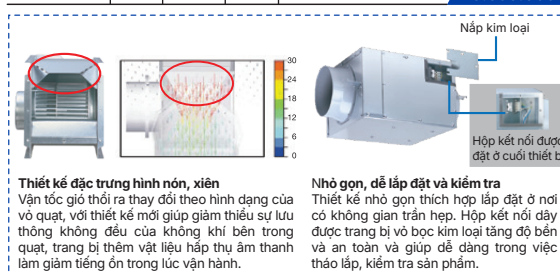 Nắp kim loại
30
24
18
12
6
0
Hộp kết nối được
đặt ở cuối thiết b
Thiết kế đặc trưng hình nón, xiên
Vận tốc gió thổi ra thay đổi theo hình dạng của
vỏ quạt, với thiết kế mới giúp giảm thiểu sự lưu
thông không đều của không khí bên trong
quạt, trang bị thêm vật liệu hấp thụ âm thanh
làm giảm tiếng ồn trong lúc vận hành.
Nhỏ gọn, dễ lắp đặt và kiểm tra
Thiết kế nhỏ gọn thích hợp lắp đặt ở nơi
có không gian trần hẹp. Hộp kết nối dây
được trang bị vỏ bọc kim loại tăng độ bền
và an toàn và giúp dễ dàng trong việc
tháo lắp, kiểm tra sản phẩm.